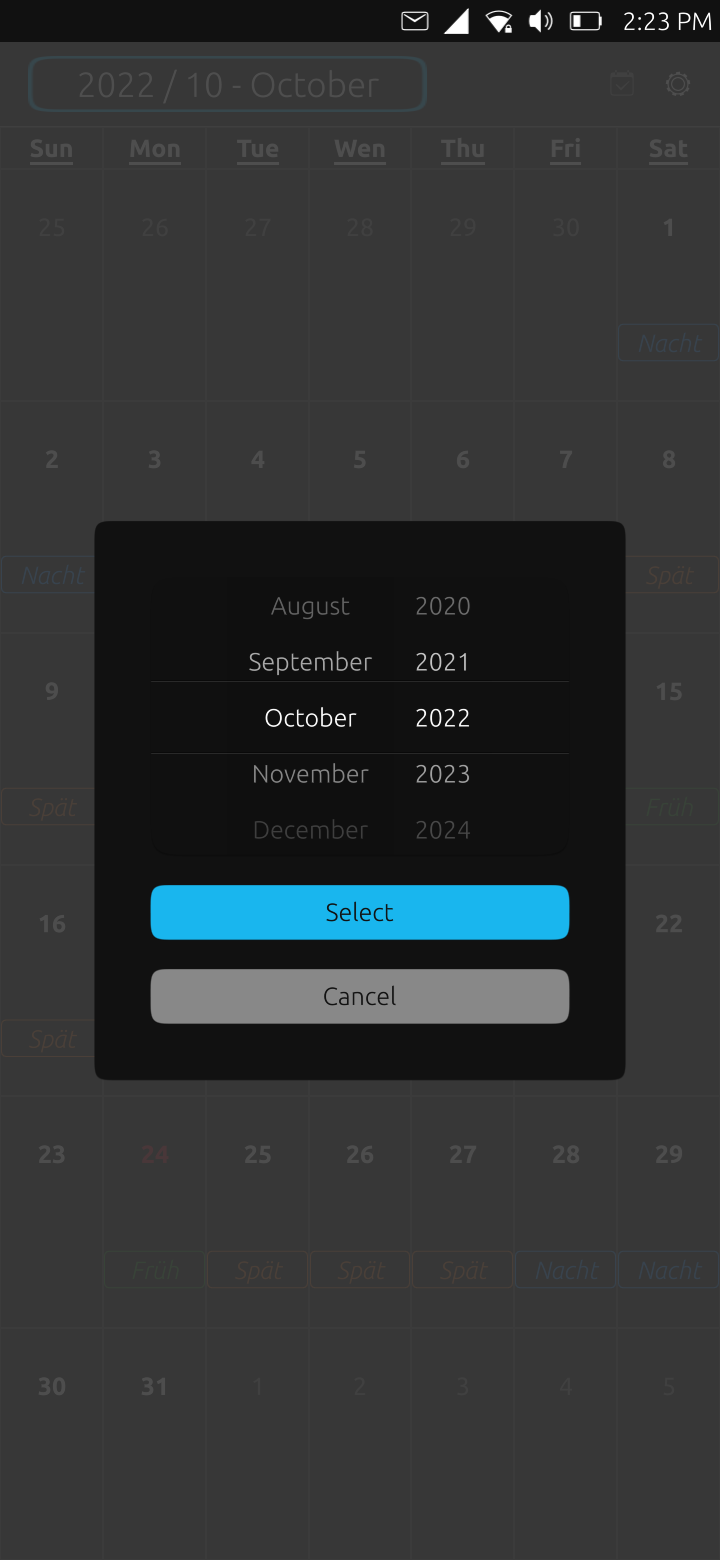 2:23 PM
2022 / 10 - October
Sun Mon Tue Wen Thu Fri Sat
25 26 27 28 29 30 1
Nacht
2 3 4 5 6 7 8
Nacht Spät
9 15
Spät Früh
16 22
Spät
August 2020
September 2021
October 2022
November 2023
December 2024
Select
Cancel
23 24 25 26 27 28 29
Früh Spät Spät Spät Nacht Nacht
30 31 1 2 3 4 5